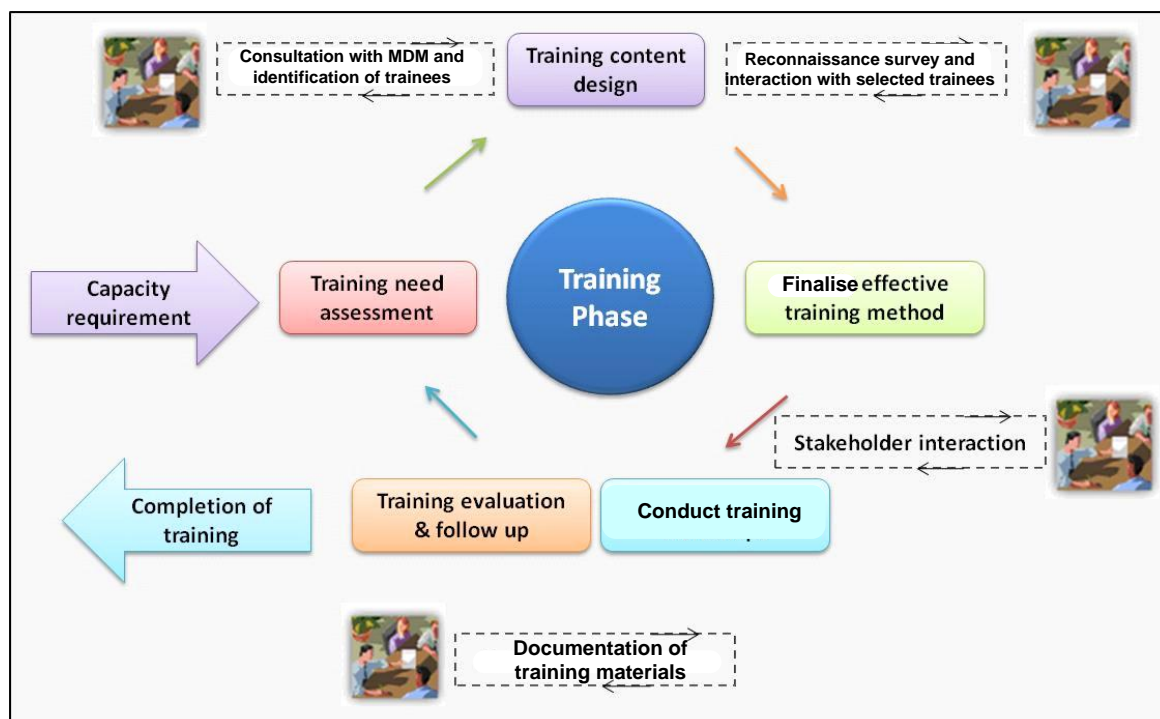 Consultation with MDM and
identification of trainees
Training content
design
Reconnaissance survey and
interaction with selected trainees
Capacity
requirement
Training need
assessment
Training
Phase
Finalise effective
training method
Stakeholder interaction
Completion of
training
Training evaluation
& follow up
Conduct training
Documentation of
training materials